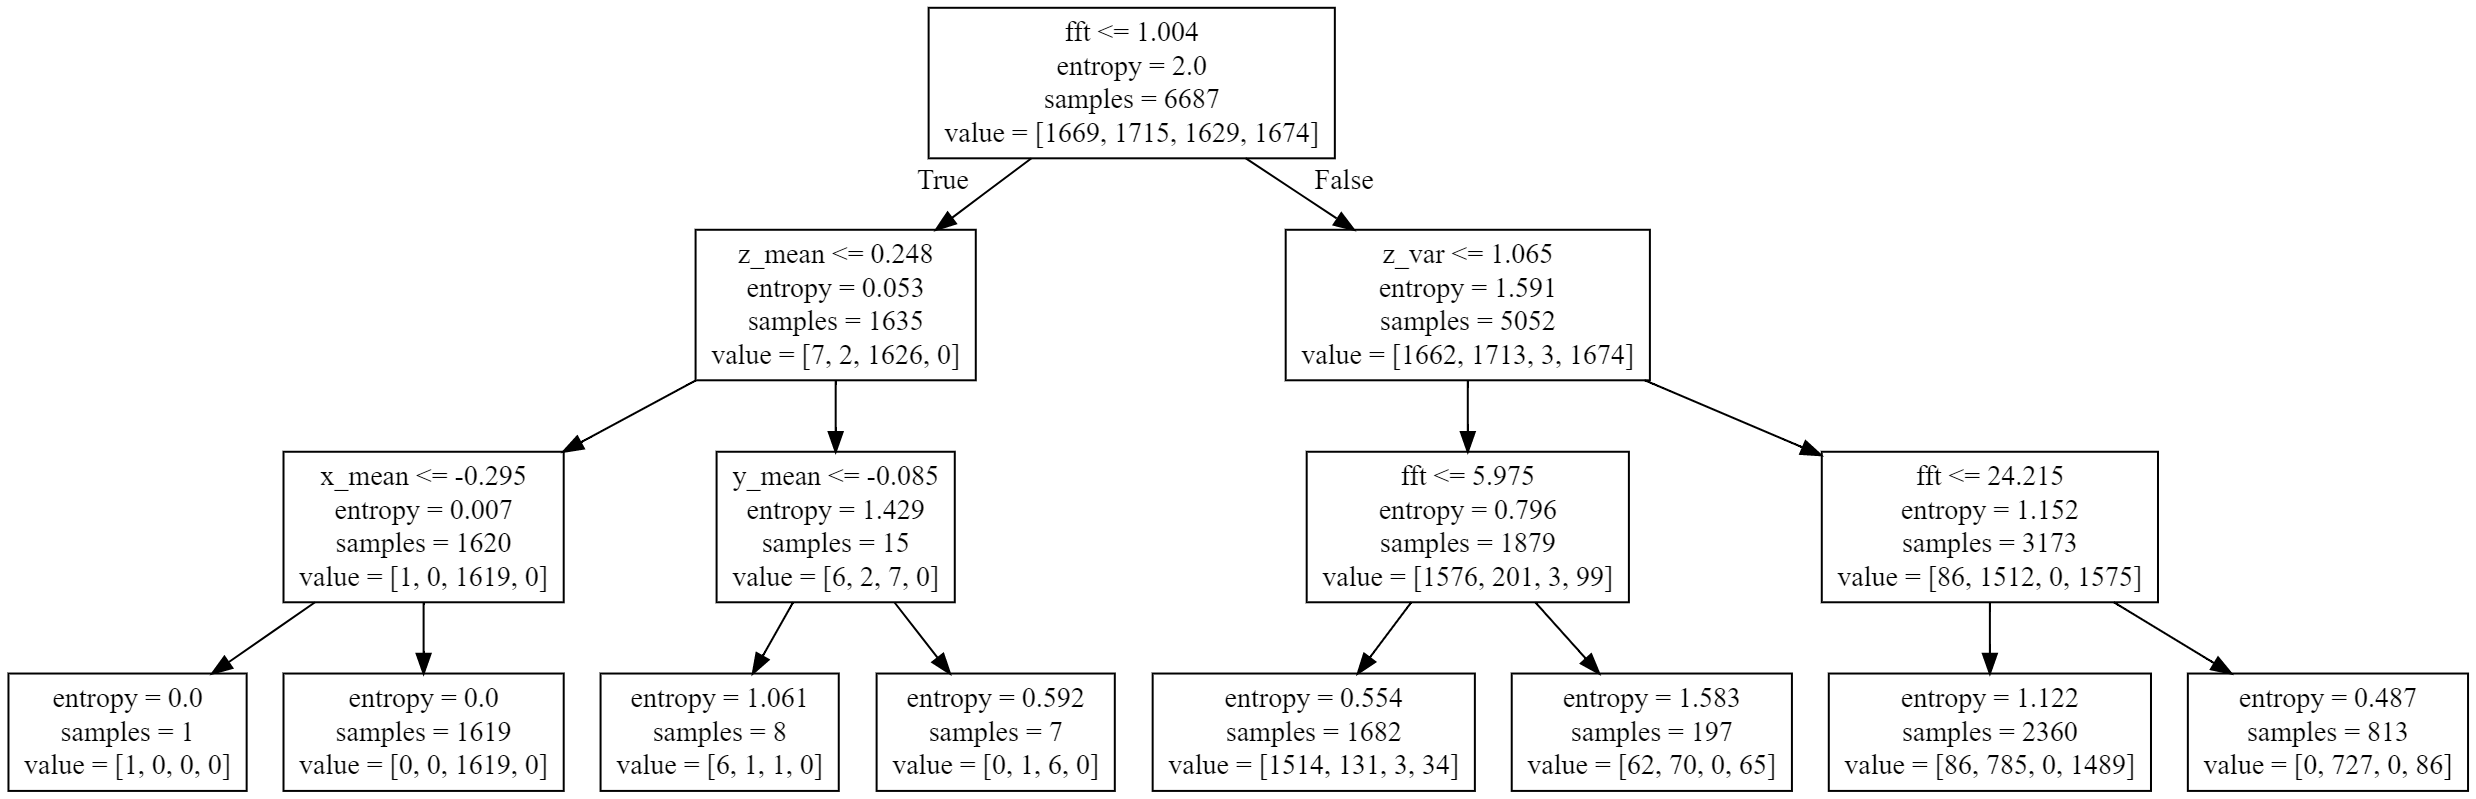 fft <= 1.004
entropy = 2.0
samples = 6687
value = [1669, 1715, 1629, 1674]
True
False
z_mean <= 0.248
entropy = 0.053
samples = 1635
value = [7, 2, 1626, 0]
z_var <= 1.065
entropy = 1.591
samples = 5052
value = [1662, 1713, 3, 1674]
x_mean <= -0.295
entropy = 0.007
samples = 1620
value = [1, 0, 1619, 0]
y_mean <= -0.085
entropy = 1.429
samples = 15
value = [6, 2, 7, 0]
fft <= 5.975
entropy = 0.796
samples = 1879
value = [1576, 201, 3, 99]
fft <= 24.215
entropy = 1.152
samples = 3173
value = [86, 1512, 0, 1575]
entropy = 0.0
samples = 1
value = [1, 0, 0, 0]
entropy = 0.0
samples = 1619
value = [0, 0, 1619, 0]
entropy = 1.061
samples = 8
value = [6, 1, 1, 0]
entropy = 0.592
samples = 7
value = [0, 1, 6, 0]
entropy = 0.554
samples = 1682
value = [1514, 131, 3, 34]
entropy = 1.583
samples = 197
value = [62, 70, 0, 65]
entropy = 1.122
samples = 2360
value = [86, 785, 0, 1489]
entropy = 0.487
samples = 813
value = [0, 727, 0, 86]